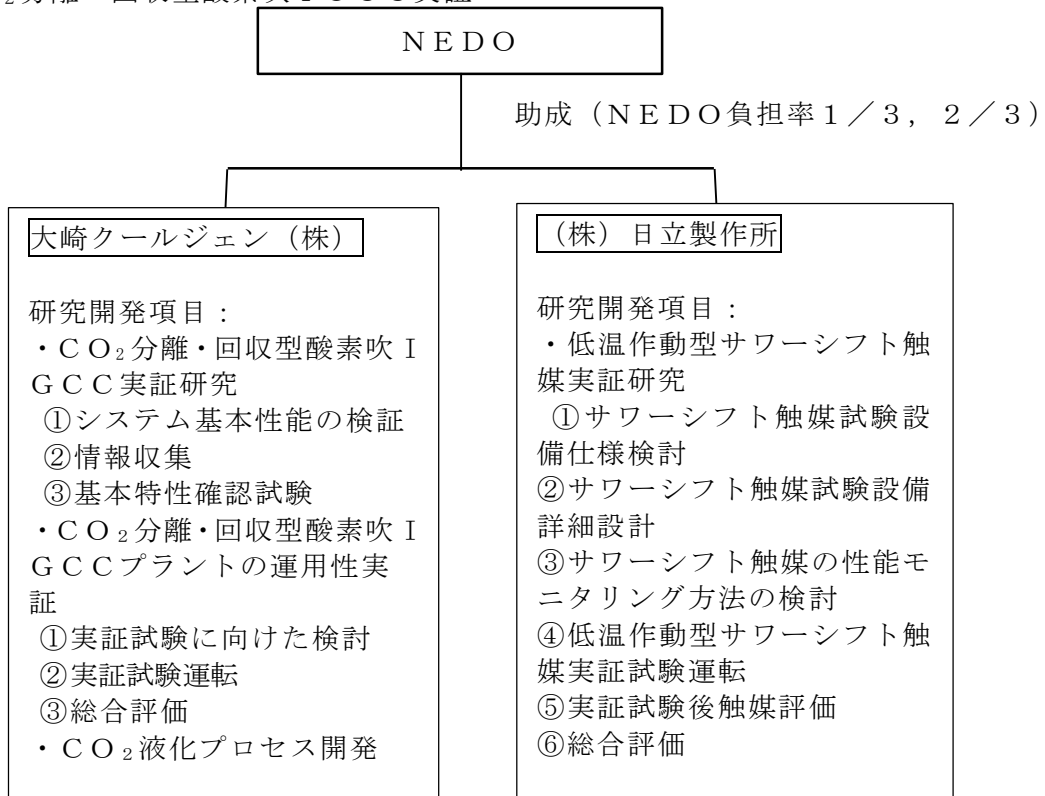 ＮＥＤＯ
助成（ＮＥＤＯ負担率１／３，２／３）
大崎クールジェン（株）
研究開発項目：
・ＣＯ₂分離・回収型酸素吹Ｉ
ＧＣＣ実証研究
①システム基本性能の検証
②情報収集
③基本特性確認試験
・ＣＯ₂分離・回収型酸素吹Ｉ
ＧＣＣプラントの運用性実
証
①実証試験に向けた検討
②実証試験運転
③総合評価
・ＣＯ₂液化プロセス開発
（株）日立製作所
研究開発項目：
・低温作動型サワーシフト触
媒実証研究
①サワーシフト触媒試験設
備仕様検討
②サワーシフト触媒試験設備
詳細設計
③サワーシフト触媒の性能モ
ニタリング方法の検討
④低温作動型サワーシフト触
媒実証試験運転
⑤実証試験後触媒評価
⑥総合評価